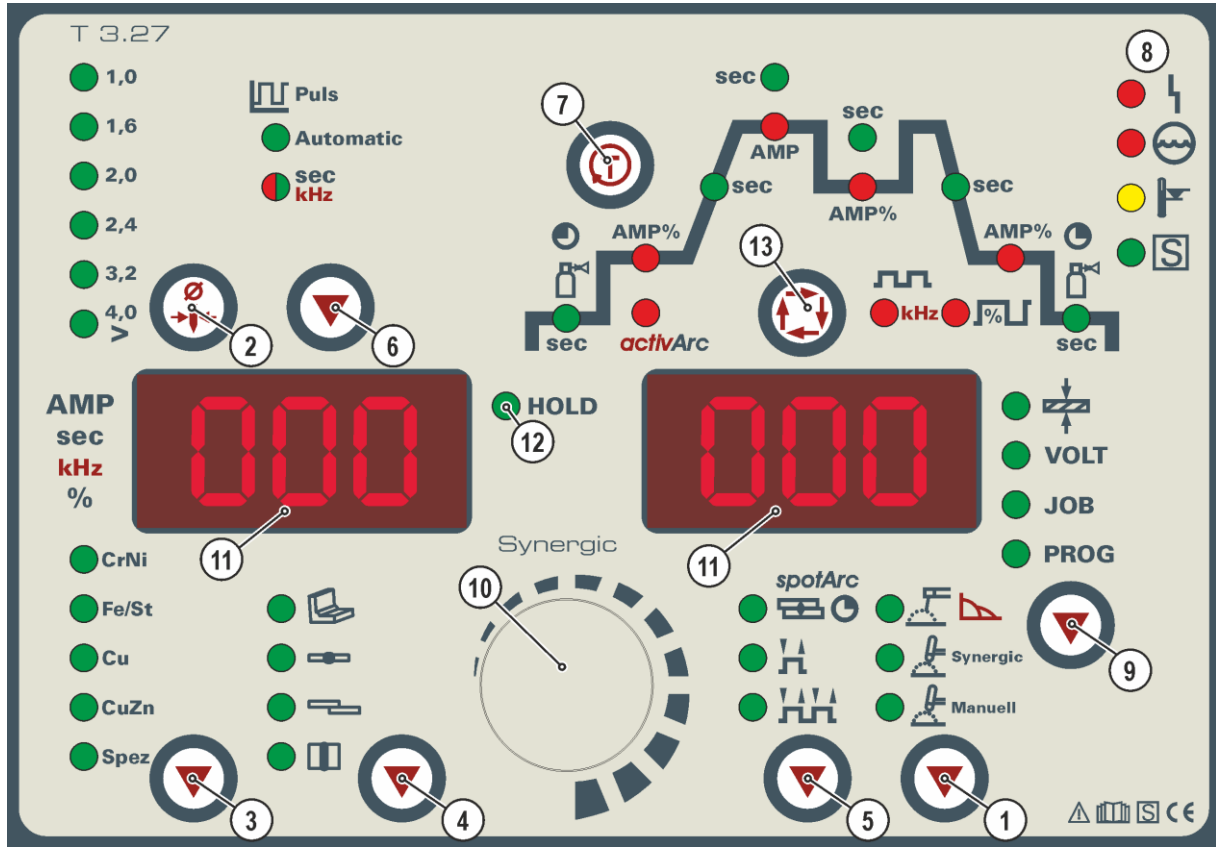 T 3.27
1,0
1,6
2,0
2,4
3,2
4,0
>
Puls
Automatic
sec
kHz
Ø
2
6
7
sec
AMP
sec
AMP%
sec
sec
AMP%
AMP%
sec
activArc
13
kHz
%
sec
8
S
AMP
sec
kHz
%
000
11
HOLD
12
000
11
VOLT
JOB
PROG
9
CrNi
Fe/St
Cu
CuZn
Spez
3
4
Synergic
10
spotArc
Synergic
Manuell
5
1
S CE